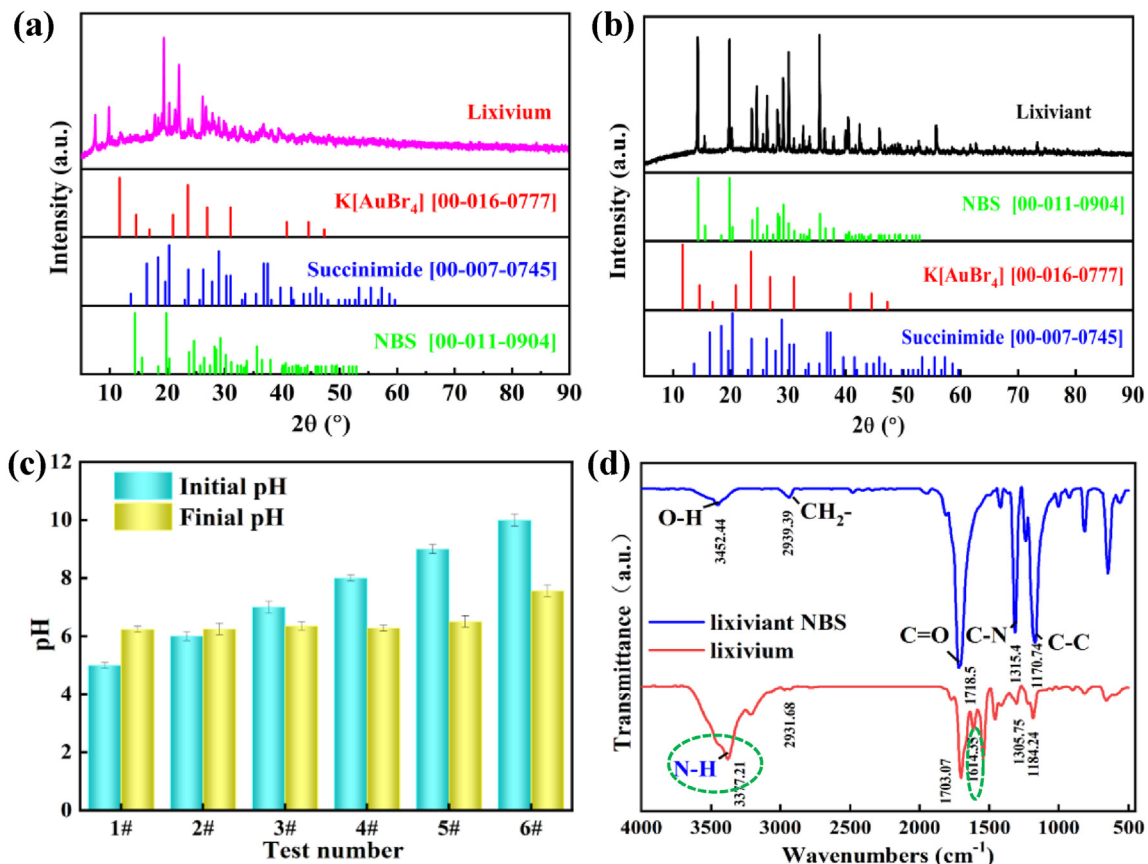 (a)
Lixivium
K[AuBr4] [00-016-0777]
Succinimide [00-007-0745]
NBS [00-011-0904]
Intensity (a.u.)
10 20 30 40 50 60 70 80 90
2θ (°)
(b)
Lixiviant
NBS [00-011-0904]
K[AuBr4] [00-016-0777]
Succinimide [00-007-0745]
Intensity (a.u.)
10 20 30 40 50 60 70 80 90
2θ (°)
(c)
Initial pH
Finial pH
pH
12
10
8
6
4
2
0
1# 2# 3# 4# 5# 6#
Test number
(d)
O-H
3452.44
CH2-
2939.39
lixiviant NBS
lixivium
C=O
1718.5
C-N
1315.4
1170.74
C-C
N-H
3377.21
2931.68
1703.07
1614.35
1305.75
1184.24
Transmittance (a.u.)
4000 3500 3000 2500 2000 1500 1000 500
Wavenumbers (cm-1)